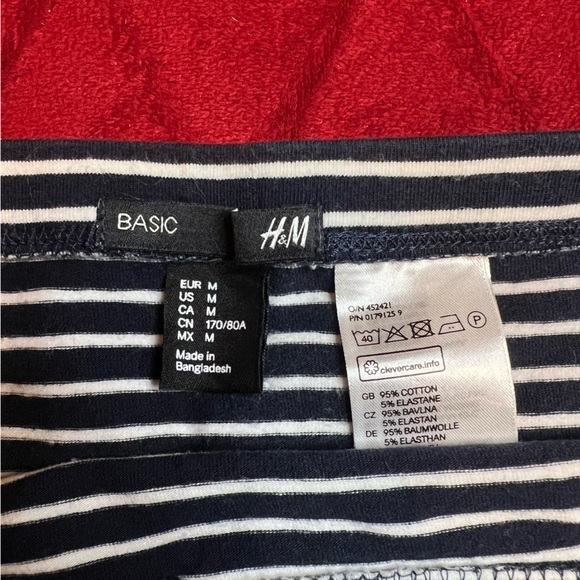 BASIC
H&M
EUR M
US M
CA M
CN 170/80A
MX M
Made in
Bangladesh
O/N 452421
P/N 0179125 9
40 P
clevercare.info
GB 95% COTTON
5% ELASTANE
CZ 95% BAVLNA
5% ELASTAN
DE 95% BAUMWOLLE
5% ELASTHAN